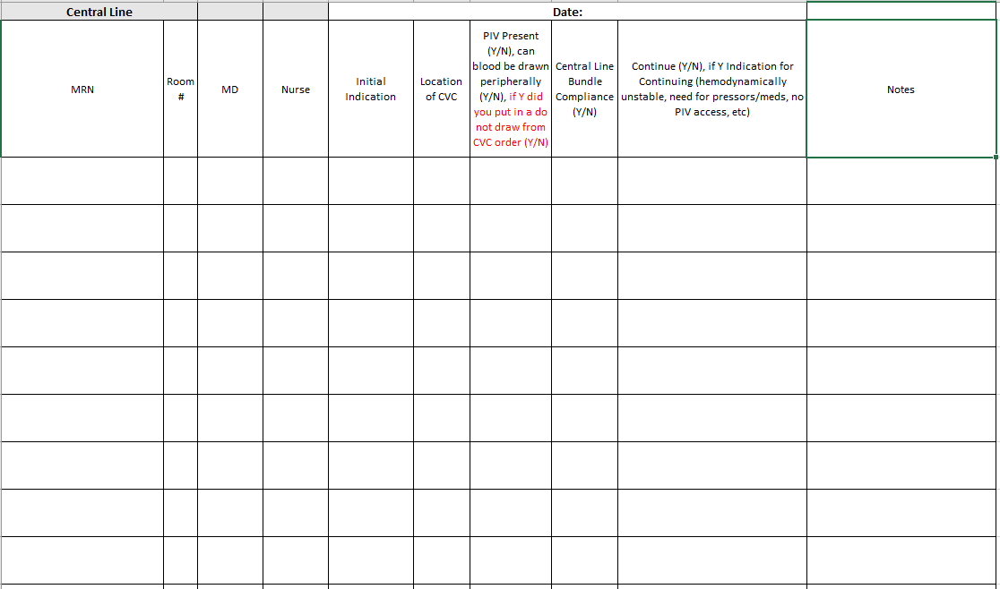 Central Line
Date:
MRN
Room
#
MD
Nurse
Initial
Indication
Location
of CVC
PIV Present
(Y/N), can
blood be drawn
peripherally
(Y/N), if Y did
you put in a do
not draw from
CVC order (Y/N)
Central Line
Bundle
Compliance
(Y/N)
Continue (Y/N), if Y Indication for
Continuing (hemodynamically
unstable, need for pressors/meds, no
PIV access, etc)
Notes